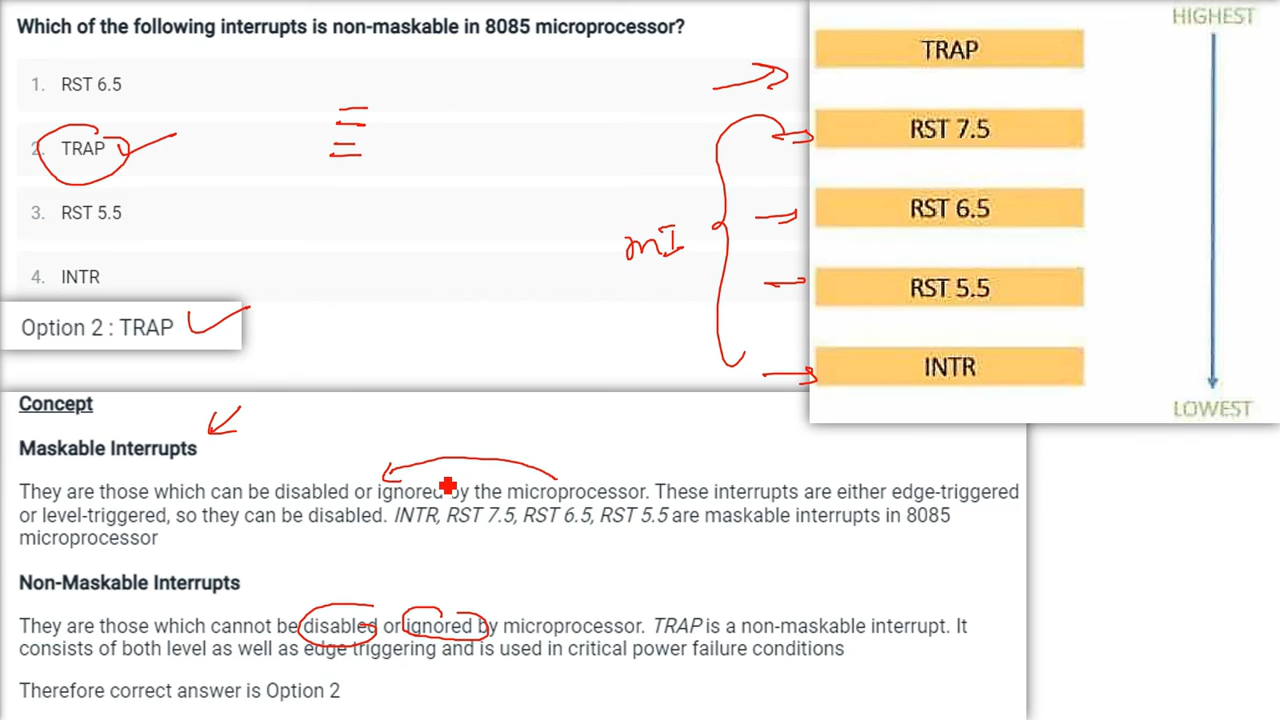 Which of the following interrupts is non-maskable in 8085 microprocessor?
1. RST 6.5
2. TRAP
3. RST 5.5
4. INTR
Option 2 : TRAP
mI
HIGHEST
TRAP
RST 7.5
RST 6.5
RST 5.5
INTR
LOWEST
Concept
Maskable Interrupts
They are those which can be disabled or ignored by the microprocessor. These interrupts are either edge-triggered
or level-triggered, so they can be disabled. INTR, RST 7.5, RST 6.5, RST 5.5 are maskable interrupts in 8085
microprocessor
Non-Maskable Interrupts
They are those which cannot be disabled or ignored by microprocessor. TRAP is a non-maskable interrupt. It
consists of both level as well as edge triggering and is used in critical power failure conditions
Therefore correct answer is Option 2